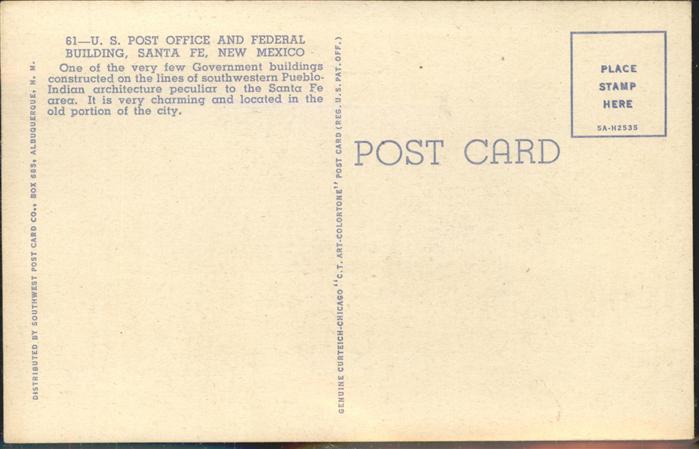 61—U. S. POST OFFICE AND FEDERAL
BUILDING, SANTA FE, NEW MEXICO
One of the very few Government buildings
constructed on the lines of southwestern Pueblo-
Indian architecture peculiar to the Santa Fe
area. It is very charming and located in the
old portion of the city.
DISTRIBUTED BY SOUTHWEST POST CARD CO., BOX 685, ALBUQUERQUE, N. M.
GENUINE CURTEICH-CHICAGO "C.T. ART-COLORTONE" POST CARD (REG. U.S. PAT. OFF.)
POST CARD
PLACE
STAMP
HERE
5A-H2535